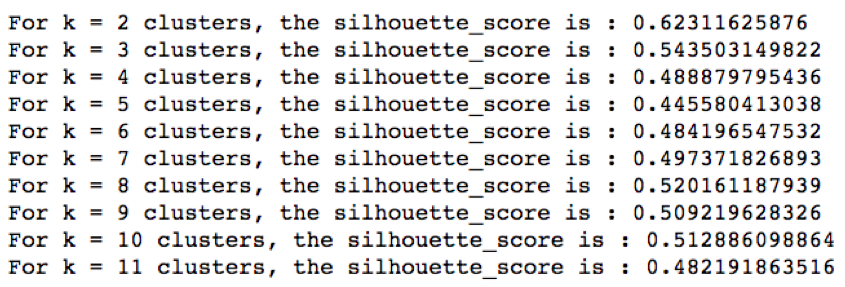 For k = 2 clusters, the silhouette_score is : 0.62311625876
For k = 3 clusters, the silhouette_score is : 0.543503149822
For k = 4 clusters, the silhouette_score is : 0.488879795436
For k = 5 clusters, the silhouette_score is : 0.445580413038
For k = 6 clusters, the silhouette_score is : 0.484196547532
For k = 7 clusters, the silhouette_score is : 0.497371826893
For k = 8 clusters, the silhouette_score is : 0.520161187939
For k = 9 clusters, the silhouette_score is : 0.509219628326
For k = 10 clusters, the silhouette_score is : 0.512886098864
For k = 11 clusters, the silhouette_score is : 0.482191863516